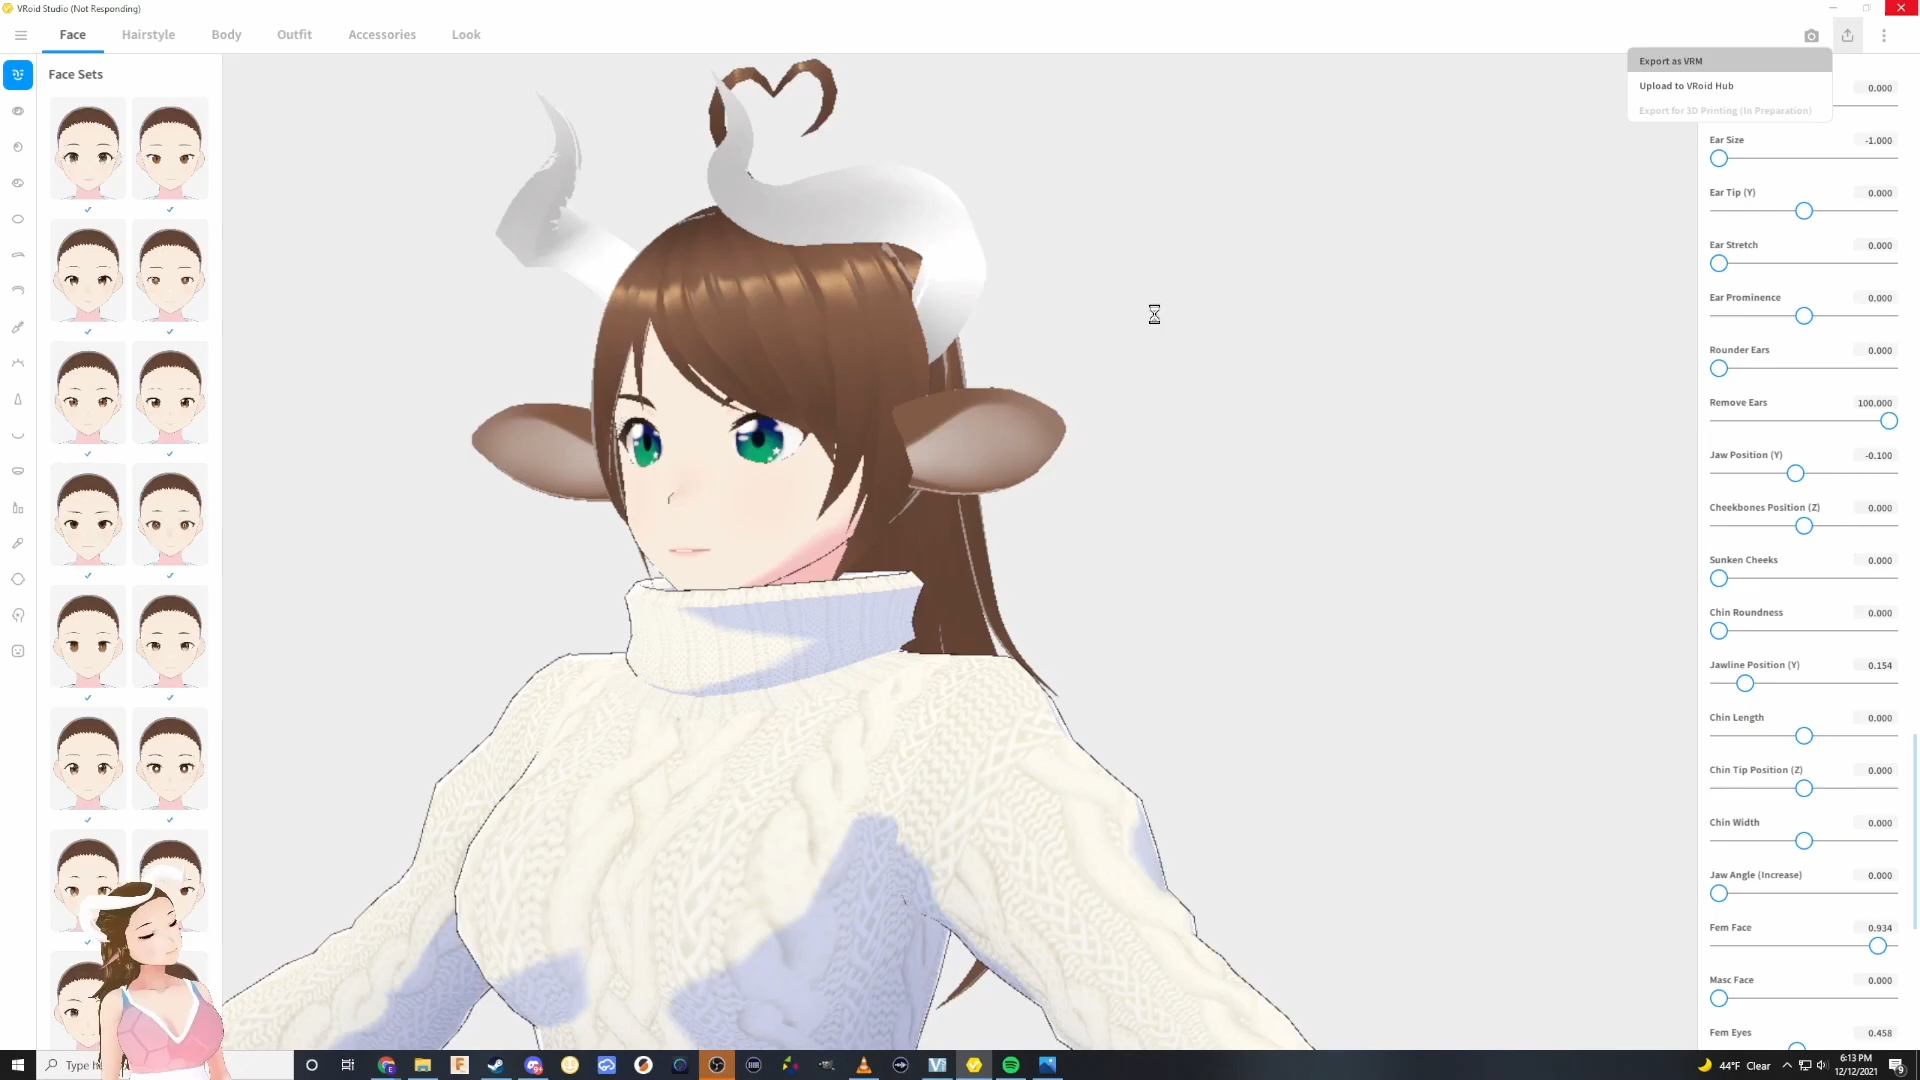 VRoid Studio (Not Responding)
Face
Hairstyle
Body
Outfit
Accessories
Look
Face Sets
Export as VRM
Upload to VRoid Hub
Export for 3D Printing (In Preparation)
0.000
Ear Size -1.000
Ear Tip (Y) 0.000
Ear Stretch 0.000
Ear Prominence 0.000
Rounder Ears 0.000
Remove Ears 100.000
Jaw Position (Y) -0.100
Cheekbones Position (Z) 0.000
Sunken Cheeks 0.000
Chin Roundness 0.000
Jawline Position (Y) 0.154
Chin Length 0.000
Chin Tip Position (Z) 0.000
Chin Width 0.000
Jaw Angle (Increase) 0.000
Fem Face 0.934
Masc Face 0.000
Fem Eyes 0.458
Type
44°F Clear
6:13 PM
12/12/2021